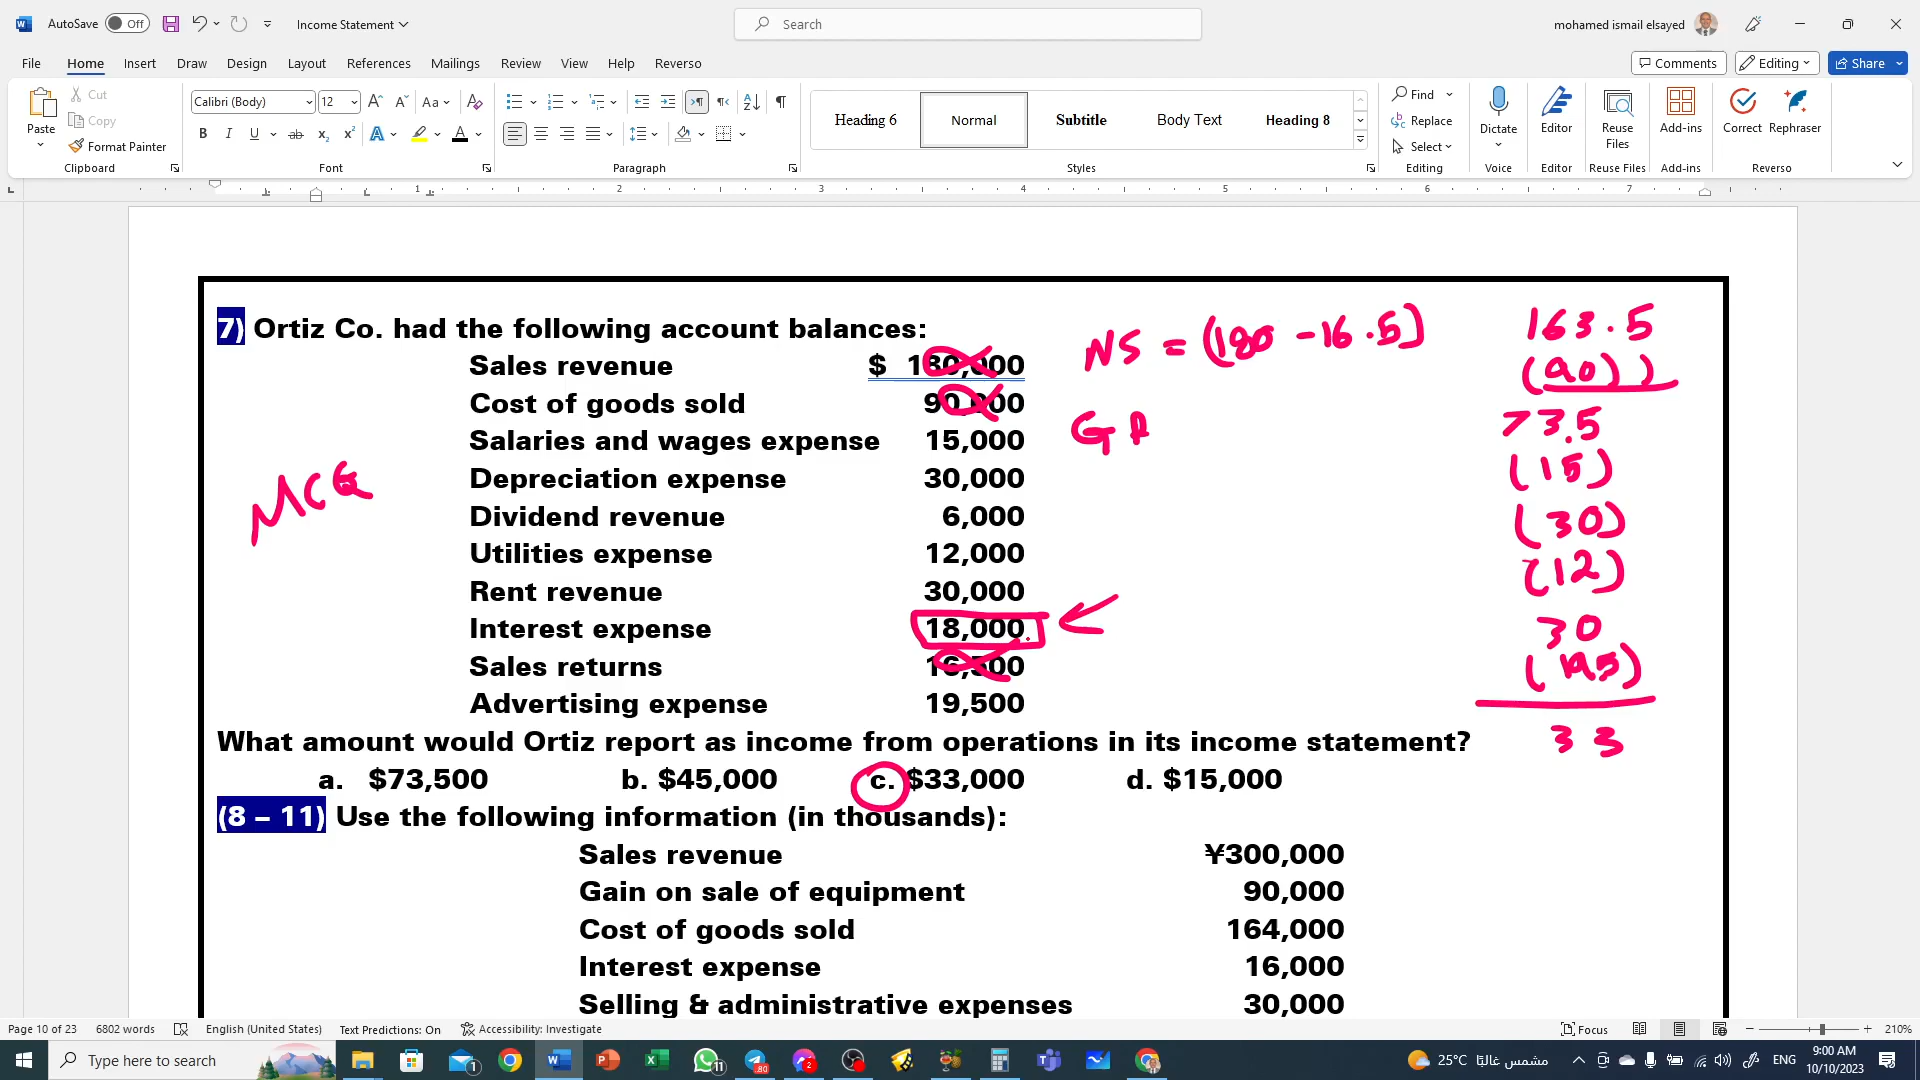 AutoSave Off Income Statement Search mohamed ismail elsayed
File Home Insert Draw Design Layout References Mailings Review View Help Reverso Comments Editing Share
Paste Cut Copy Format Painter Clipboard
Calibri (Body) 12 Font
Paragraph
Heading 6 Normal Subtitle Body Text Heading 8 Styles
Find Replace Select Editing
Dictate Voice
Editor Editor
Reuse Files Reuse Files
Add-ins Add-ins
Correct Rephraser Reverso
1 2 3 4 5 6 7
7) Ortiz Co. had the following account balances:
Sales revenue $ 180,000
Cost of goods sold 90,000
Salaries and wages expense 15,000
Depreciation expense 30,000
Dividend revenue 6,000
Utilities expense 12,000
Rent revenue 30,000
Interest expense 18,000
Sales returns 16,500
Advertising expense 19,500
NS = (180 - 16.5)
MCQ
163.5
(90)
73.5
(15)
(30)
(12)
30
(19.5)
33
What amount would Ortiz report as income from operations in its income statement?
a. $73,500 b. $45,000 c. $33,000 d. $15,000
(8 – 11) Use the following information (in thousands):
Sales revenue ¥300,000
Gain on sale of equipment 90,000
Cost of goods sold 164,000
Interest expense 16,000
Selling & administrative expenses 30,000
Page 10 of 23 6802 words English (United States) Text Predictions: On Accessibility: Investigate Focus 210%
Type here to search 25°C مشمس غالبًا ENG 9:00 AM
10/10/2023